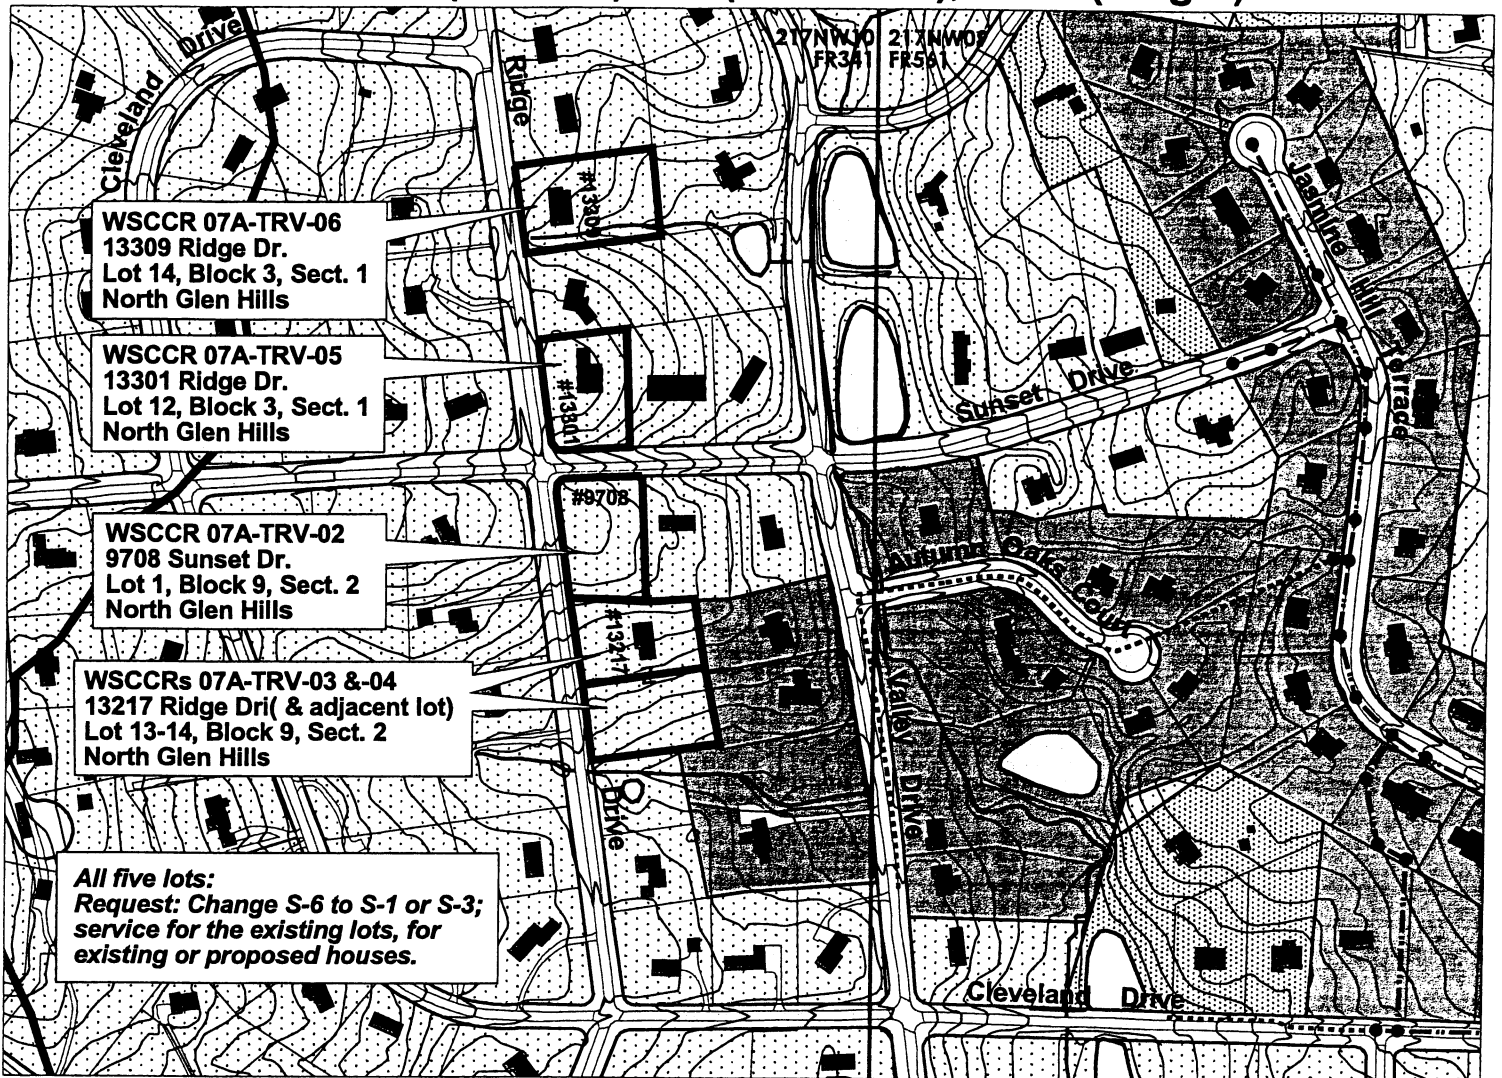 217NW10 217NW08
FR341 FR561
Cleveland Drive
Ridge
#13309
WSCCR 07A-TRV-06
13309 Ridge Dr.
Lot 14, Block 3, Sect. 1
North Glen Hills
Jasmine Hill Terrace
WSCCR 07A-TRV-05
13301 Ridge Dr.
Lot 12, Block 3, Sect. 1
North Glen Hills
#13301
Sunset Drive
#9708
WSCCR 07A-TRV-02
9708 Sunset Dr.
Lot 1, Block 9, Sect. 2
North Glen Hills
Autumn Oaks Court
#13217
WSCCRs 07A-TRV-03 &-04
13217 Ridge Dri( & adjacent lot)
Lot 13-14, Block 9, Sect. 2
North Glen Hills
Valley Drive
Drive
All five lots:
Request: Change S-6 to S-1 or S-3;
service for the existing lots, for
existing or proposed houses.
Cleveland Drive